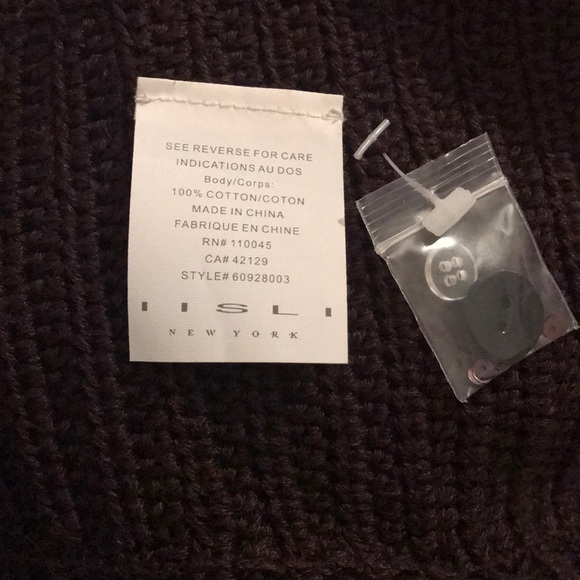 SEE REVERSE FOR CARE
INDICATIONS AU DOS
Body/Corps:
100% COTTON/COTON
MADE IN CHINA
FABRIQUE EN CHINE
RN# 110045
CA# 42129
STYLE# 60928003
IISLI
NEW YORK